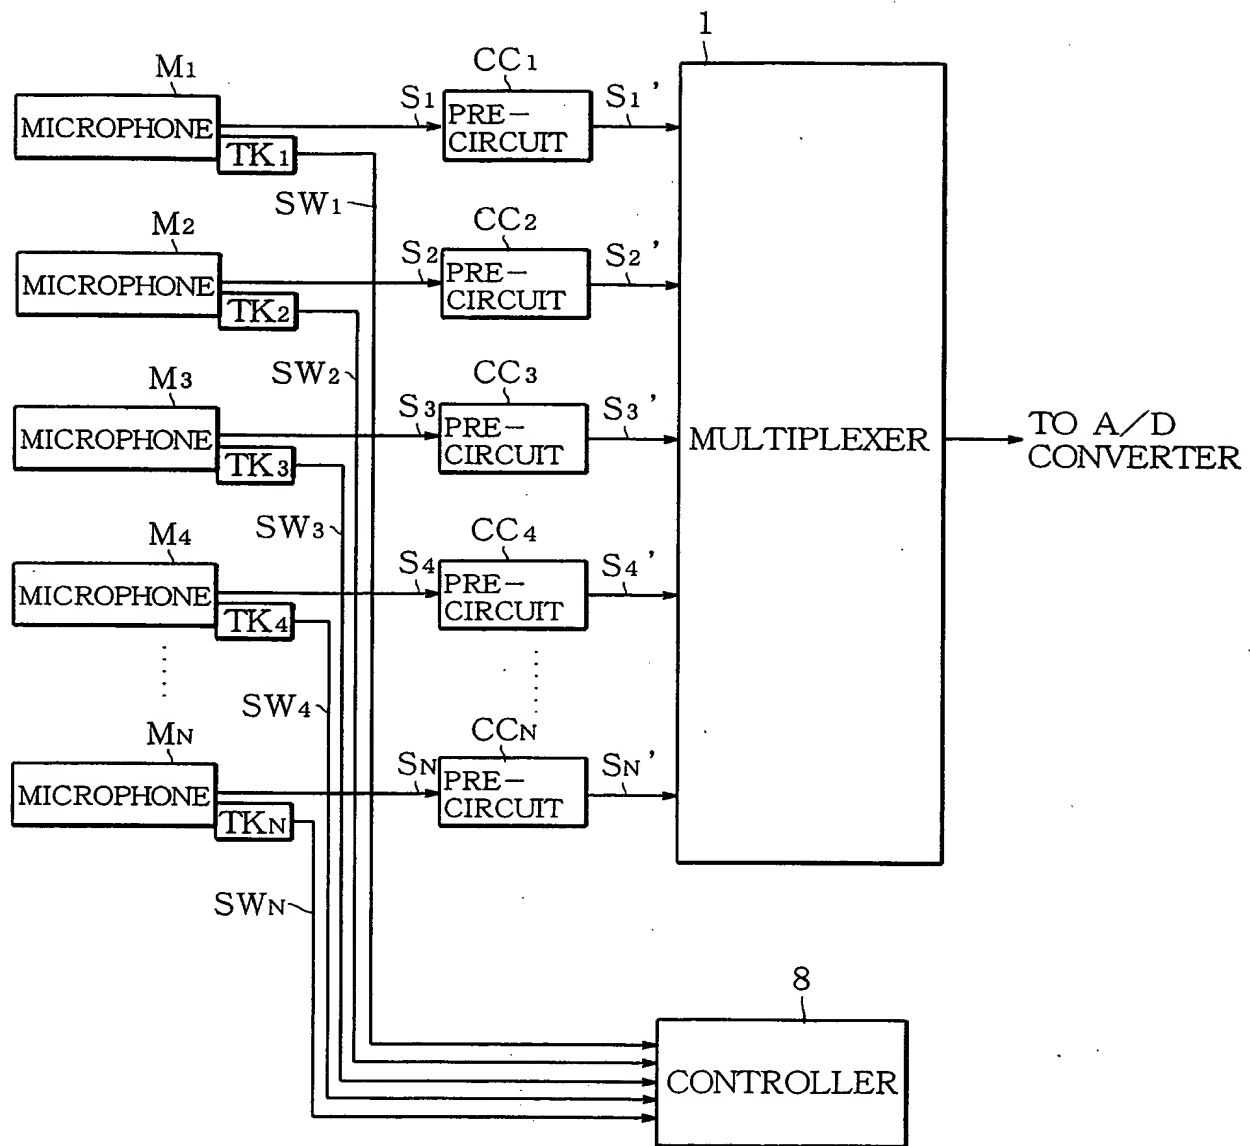 1
M1
CC1
S1
S1'
MICROPHONE
PRE-
CIRCUIT
TK1
SW1
M2
CC2
S2
S2'
MICROPHONE
PRE-
CIRCUIT
TK2
SW2
M3
CC3
S3
S3'
MICROPHONE
PRE-
CIRCUIT
TK3
MULTIPLEXER
TO A/D
CONVERTER
SW3
M4
CC4
S4
S4'
MICROPHONE
PRE-
CIRCUIT
TK4
SW4
MN
CCN
SN
SN'
MICROPHONE
PRE-
CIRCUIT
TKN
SWN
8
CONTROLLER